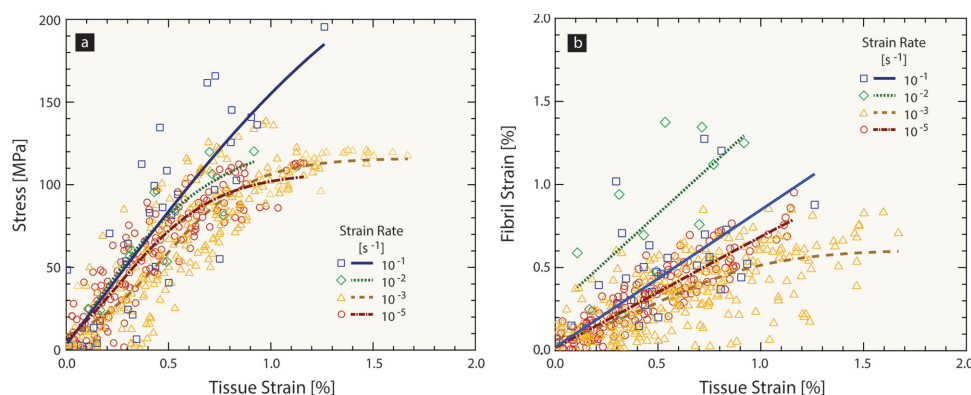 a
200
150
100
50
0
Stress [MPa]
0.0 0.5 1.0 1.5 2.0
Tissue Strain [%]
Strain Rate
[s⁻¹]
10⁻¹
10⁻²
10⁻³
10⁻⁵
b
2.0
1.5
1.0
0.5
0.0
Fibril Strain [%]
0.0 0.5 1.0 1.5 2.0
Tissue Strain [%]
Strain Rate
[s⁻¹]
10⁻¹
10⁻²
10⁻³
10⁻⁵